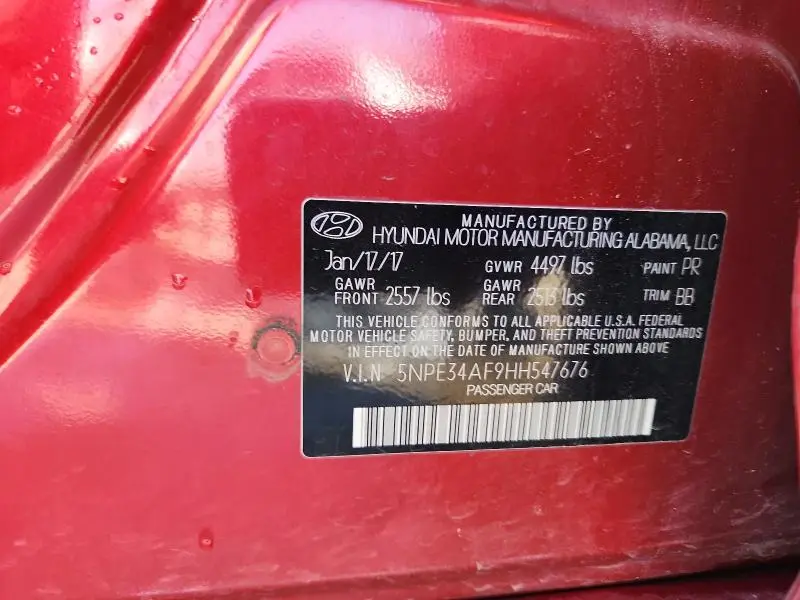 MANUFACTURED BY
HYUNDAI MOTOR MANUFACTURING ALABAMA, LLC
Jan/17/17 GVWR 4497 lbs PAINT PR
GAWR FRONT 2557 lbs GAWR REAR 2513 lbs TRIM BB
THIS VEHICLE CONFORMS TO ALL APPLICABLE U.S.A. FEDERAL
MOTOR VEHICLE SAFETY, BUMPER, AND THEFT PREVENTION STANDARDS
IN EFFECT ON THE DATE OF MANUFACTURE SHOWN ABOVE
V.I.N 5NPE34AF9HH547676
PASSENGER CAR